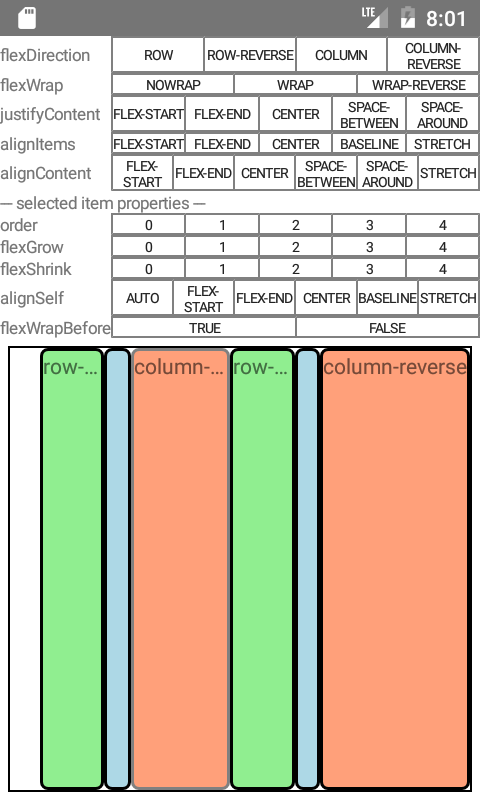 LTE 8:01
flexDirection ROW ROW-REVERSE COLUMN COLUMN-
REVERSE
flexWrap NOWRAP WRAP WRAP-REVERSE
justifyContent FLEX-START FLEX-END CENTER SPACE-
BETWEEN SPACE-
AROUND
alignItems FLEX-START FLEX-END CENTER BASELINE STRETCH
alignContent FLEX-
START FLEX-END CENTER SPACE-
BETWEEN SPACE-
AROUND STRETCH
— selected item properties —
order 0 1 2 3 4
flexGrow 0 1 2 3 4
flexShrink 0 1 2 3 4
alignSelf AUTO FLEX-
START FLEX-END CENTER BASELINE STRETCH
flexWrapBefore TRUE FALSE
row-... column-... row-... column-reverse